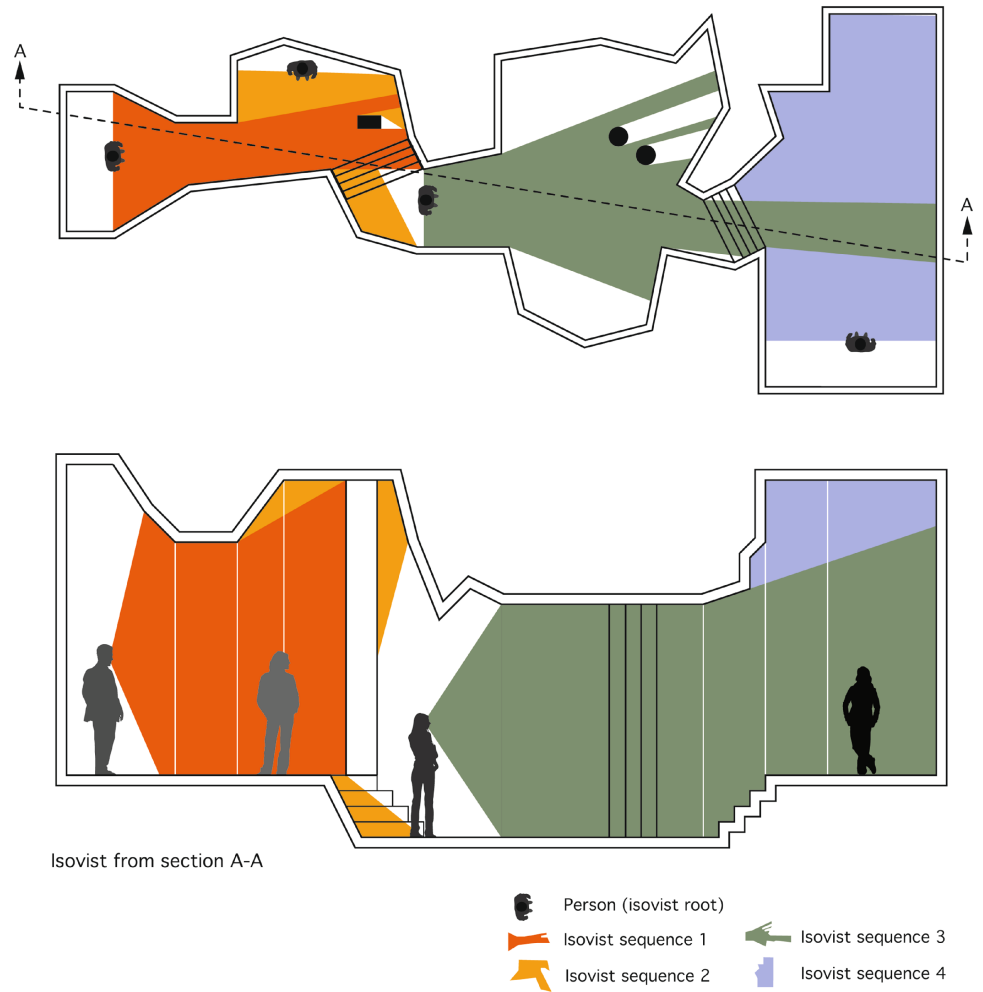 A
A
Isovist from section A-A
Person (isovist root)
Isovist sequence 1
Isovist sequence 3
Isovist sequence 2
Isovist sequence 4